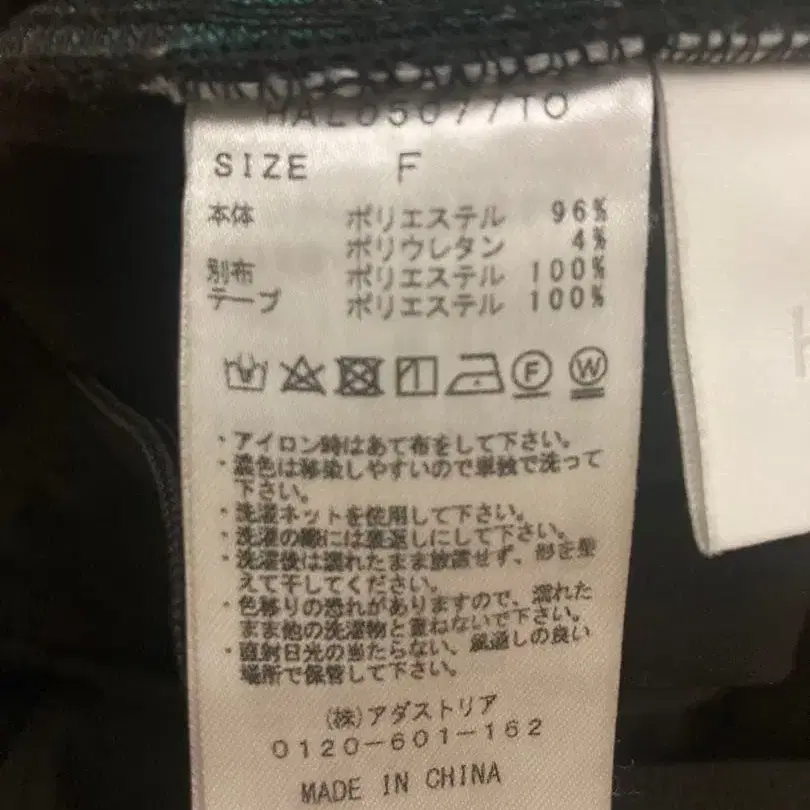 HAL65077TO
SIZE F
本体 ポリエステル 96%
ポリウレタン 4%
別布 ポリエステル 100%
テープ ポリエステル 100%
F W
・アイロン時はあて布をして下さい。
・濃色は移染しやすいので単独で洗って
下さい。
・洗濯ネットを使用して下さい。
・洗濯の際には裏返しにして下さい。
・洗濯後は濡れたまま放置せず、形を整
えて干してください。
・色移りの恐れがありますので、濡れた
まま他の洗濯物と重ねないで下さい。
・直射日光の当たらない、風通しの良い
場所で保管して下さい。
(株)アダストリア
0120-601-162
MADE IN CHINA